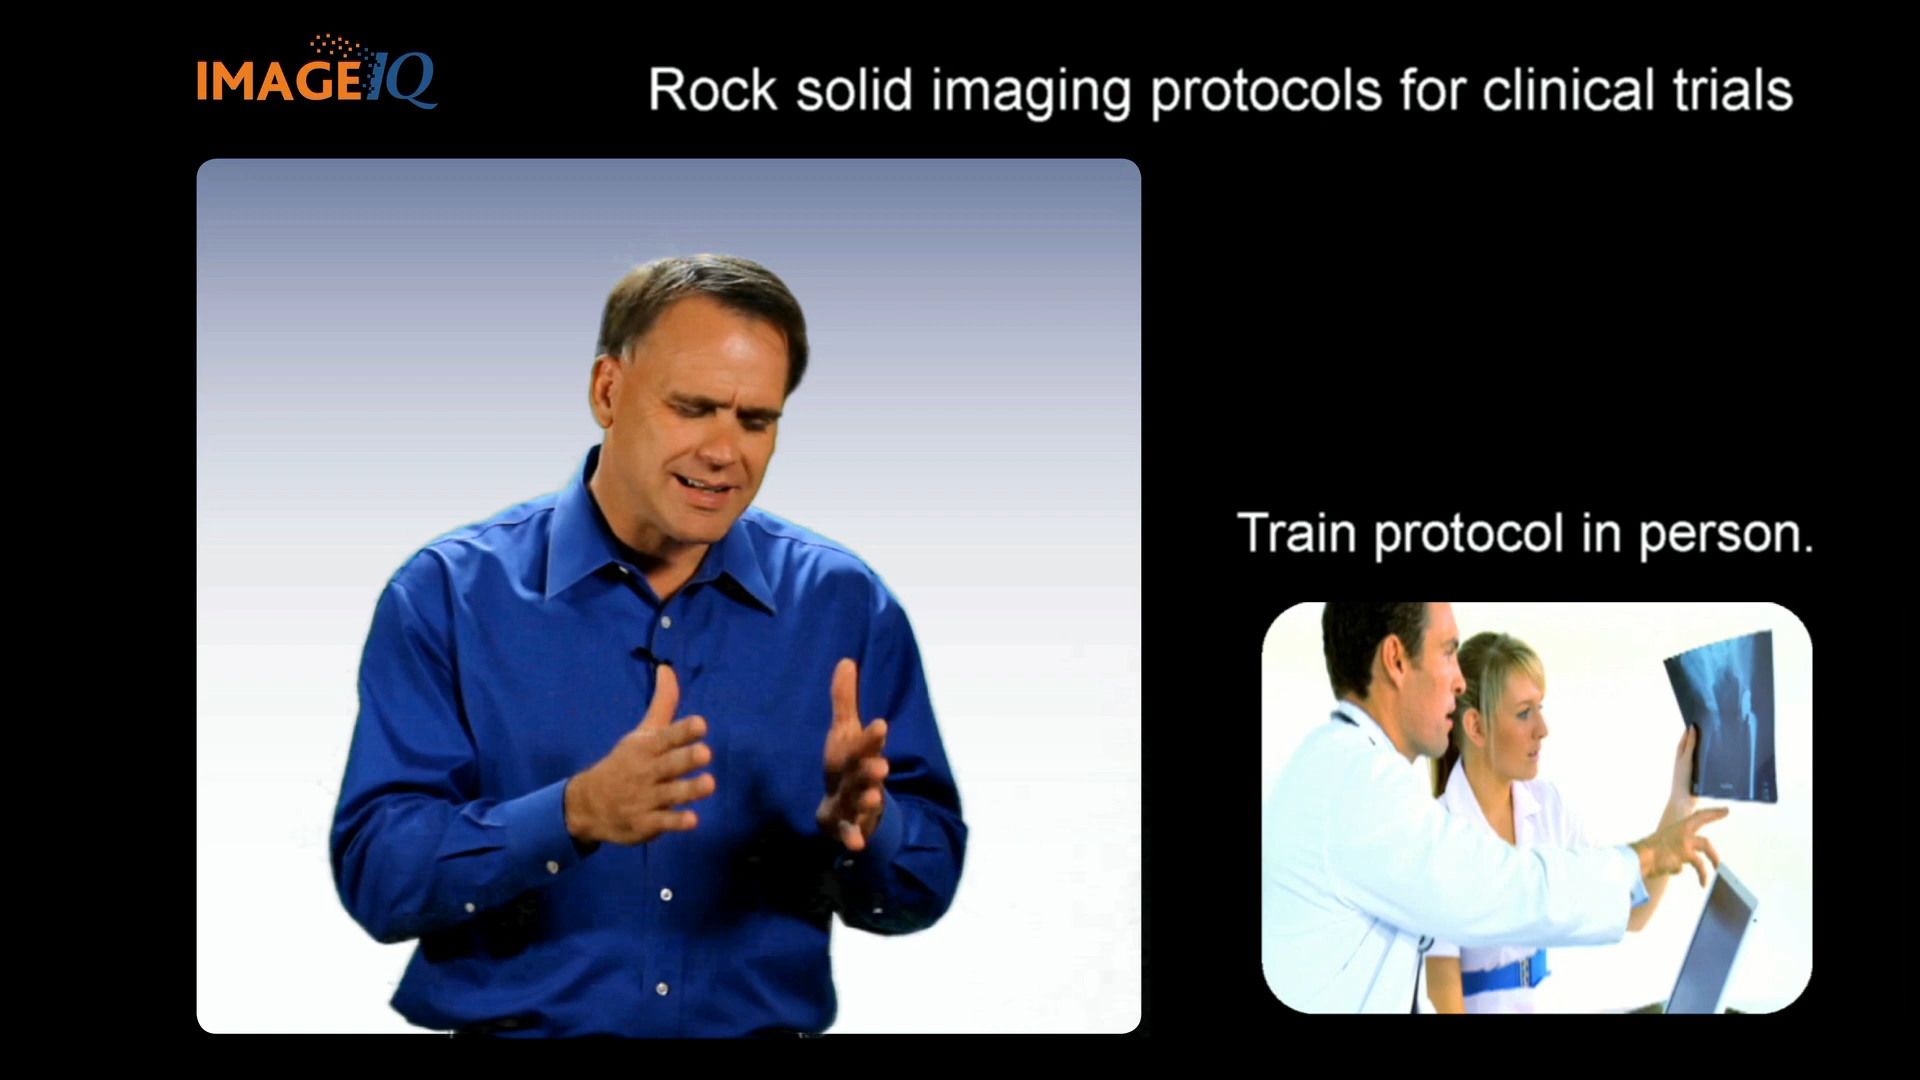 IMAGEIQ
Rock solid imaging protocols for clinical trials
Train protocol in person.